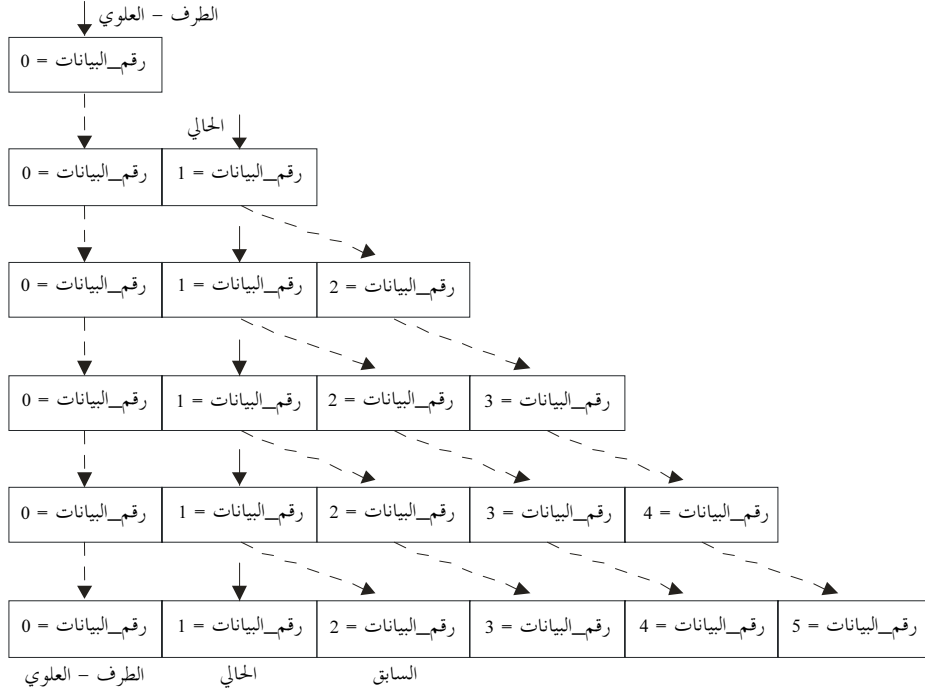 الطرف – العلوي
رقم_البيانات = 0
الحالي
رقم_البيانات = 0
رقم_البيانات = 1
رقم_البيانات = 0
رقم_البيانات = 1
رقم_البيانات = 2
رقم_البيانات = 0
رقم_البيانات = 1
رقم_البيانات = 2
رقم_البيانات = 3
رقم_البيانات = 0
رقم_البيانات = 1
رقم_البيانات = 2
رقم_البيانات = 3
رقم_البيانات = 4
رقم_البيانات = 0
رقم_البيانات = 1
رقم_البيانات = 2
رقم_البيانات = 3
رقم_البيانات = 4
رقم_البيانات = 5
الطرف – العلوي
الحالي
السابق